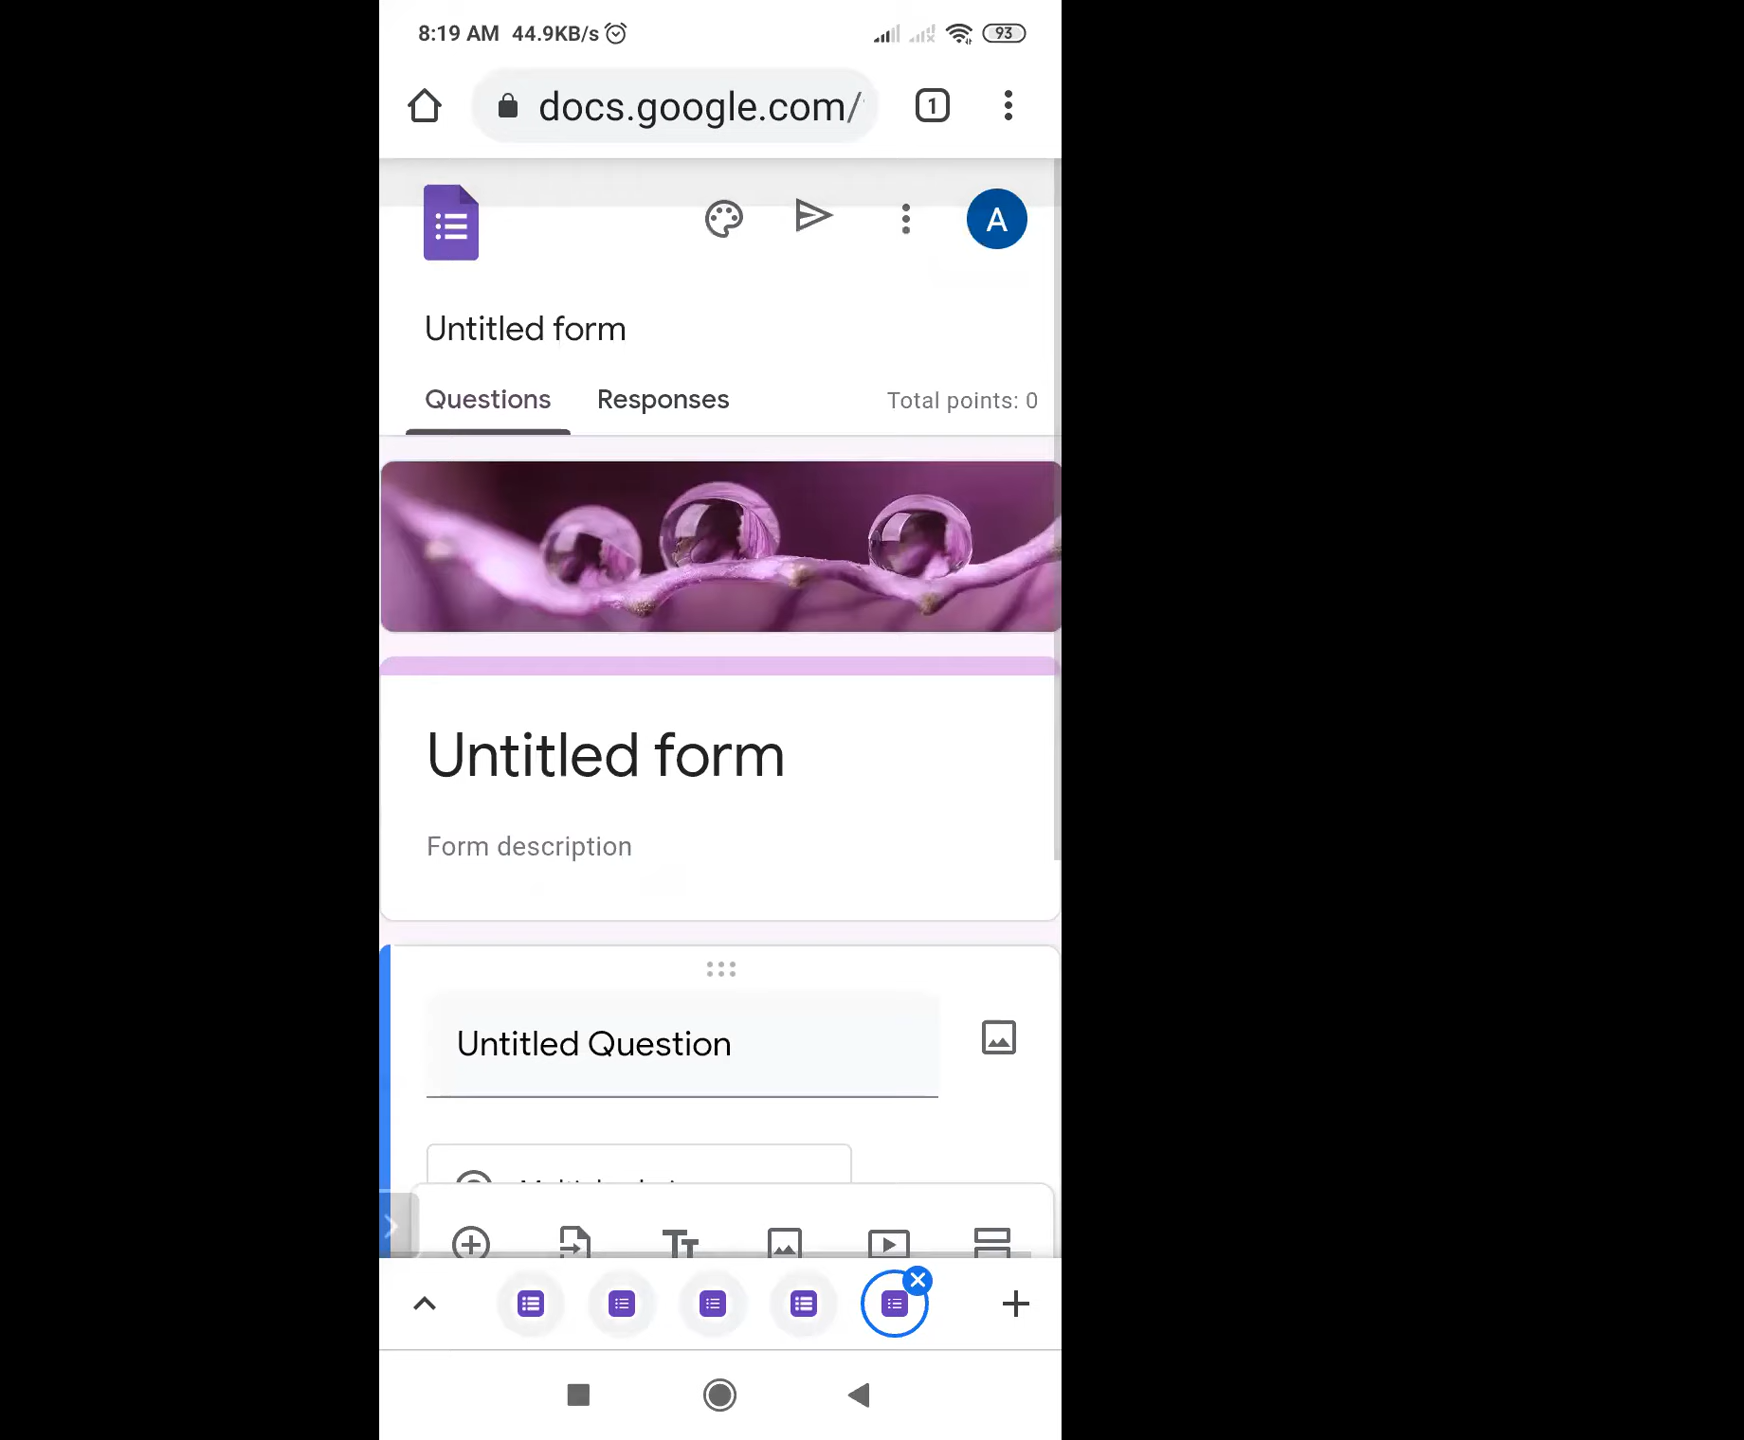 8:19 AM 44.9KB/s 93
docs.google.com/
1
A
Untitled form
Questions Responses Total points: 0
Untitled form
Form description
Untitled Question
Tt